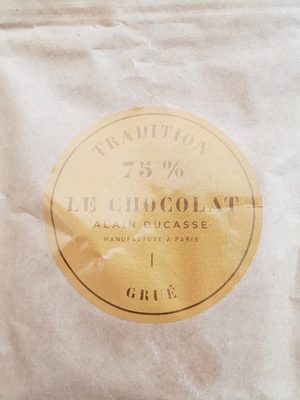 TRADITION
75 %
LE CHOCOLAT
ALAIN DUCASSE
MANUFACTURE À PARIS
GRUÉ